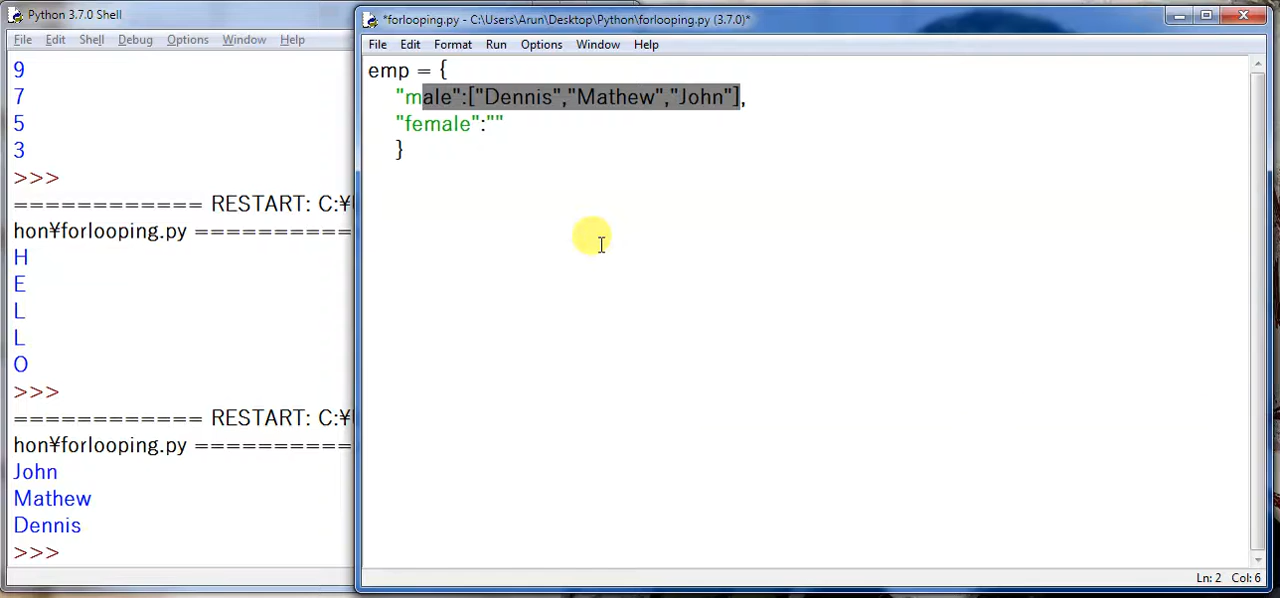 Python 3.7.0 Shell
File Edit Shell Debug Options Window Help
9
7
5
3
>>>
============ RESTART: C:¥
hon¥forlooping.py ===========
H
E
L
L
O
>>>
============ RESTART: C:¥
hon¥forlooping.py ===========
John
Mathew
Dennis
>>>
*forlooping.py - C:\Users\Arun\Desktop\Python\forlooping.py (3.7.0)*
File Edit Format Run Options Window Help
emp = {
"male":["Dennis","Mathew","John"],
"female":""
}
Ln: 2 Col: 6